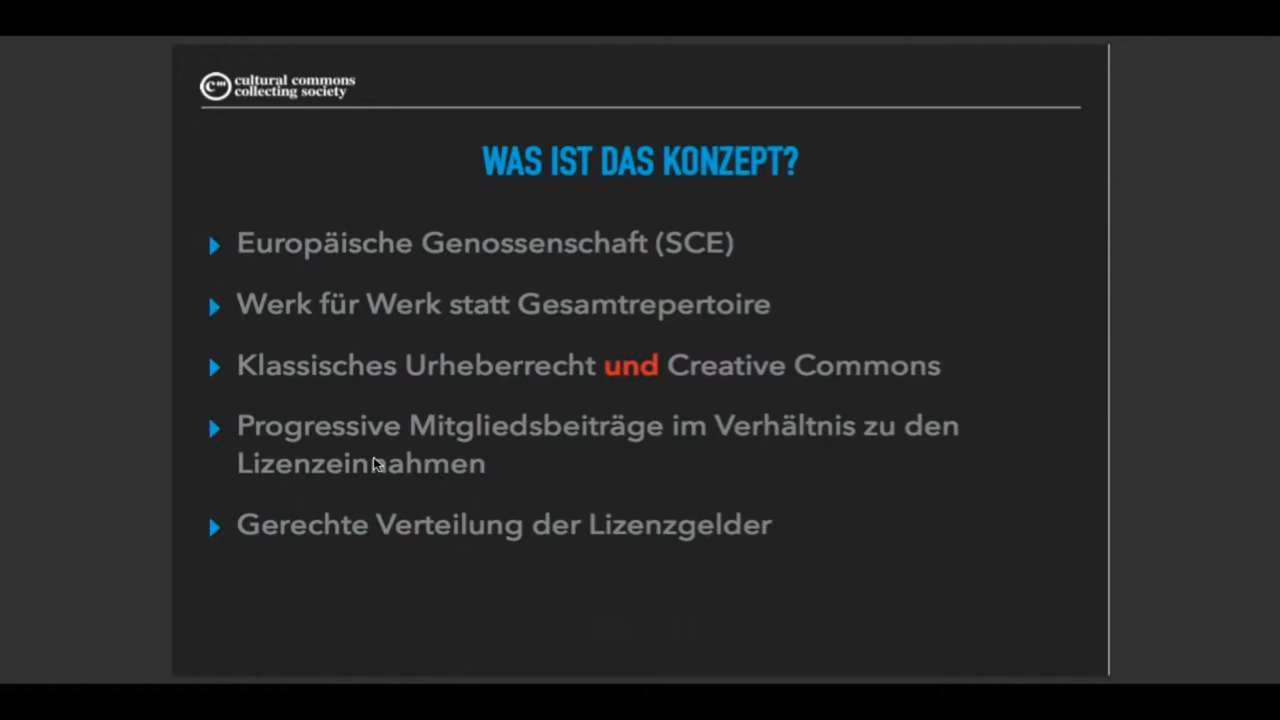 cultural commons
collecting society
WAS IST DAS KONZEPT?
Europäische Genossenschaft (SCE)
Werk für Werk statt Gesamtrepertoire
Klassisches Urheberrecht und Creative Commons
Progressive Mitgliedsbeiträge im Verhältnis zu den
Lizenzeinnahmen
Gerechte Verteilung der Lizenzgelder